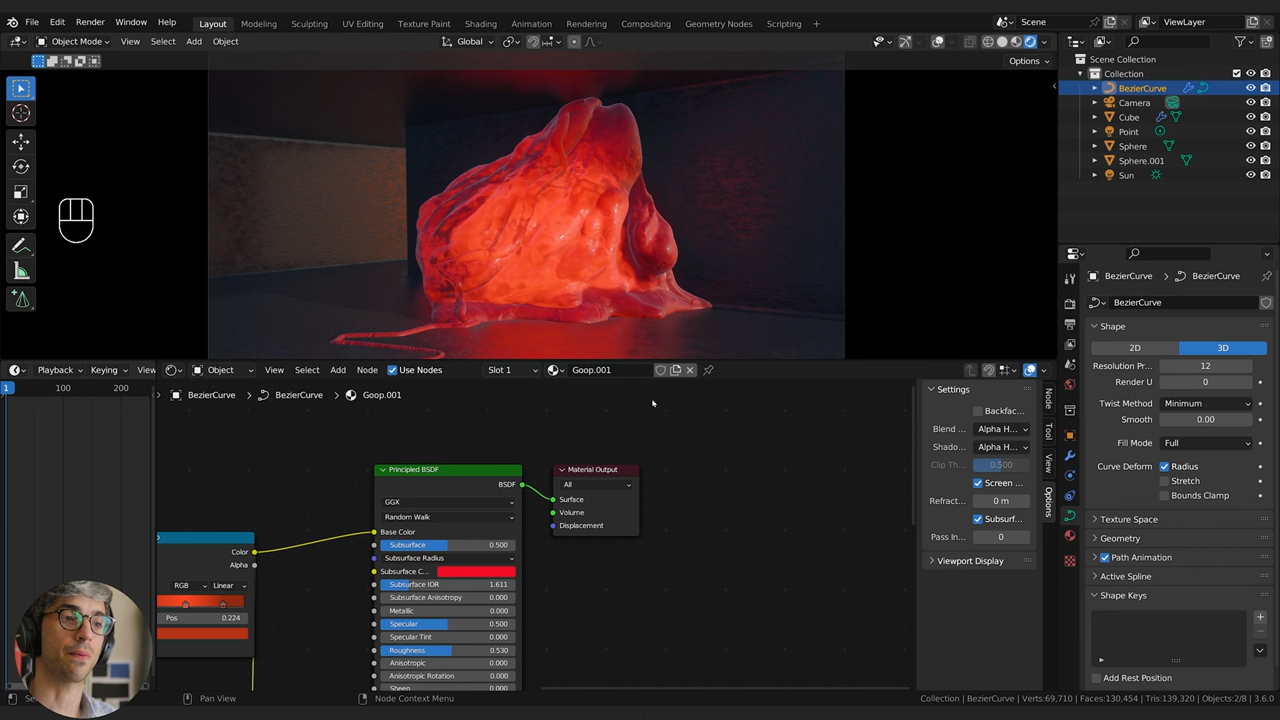 File Edit Render Window Help Layout Modeling Sculpting UV Editing Texture Paint Shading Animation Rendering Compositing Geometry Nodes Scripting + Scene ViewLayer
Object Mode View Select Add Object Global
Options
Scene Collection
Collection
BezierCurve
Camera
Cube
Point
Sphere
Sphere.001
Sun
BezierCurve BezierCurve
BezierCurve
Shape
2D 3D
Resolution Pr... 12
Render U 0
Twist Method Minimum
Smooth 0.00
Fill Mode Full
Curve Deform Radius
Stretch
Bounds Clamp
Texture Space
Geometry
Path Animation
Active Spline
Shape Keys
Add Rest Position
Playback Keying View
1 100 200
Object View Select Add Node Use Nodes Slot 1 Goop.001
BezierCurve BezierCurve Goop.001
Color
Alpha
RGB Linear
Pos 0.224
Principled BSDF
BSDF
GGX
Random Walk
Base Color
Subsurface 0.500
Subsurface Radius
Subsurface C...
Subsurface IOR 1.611
Subsurface Anisotropy 0.000
Metallic 0.000
Specular 0.500
Specular Tint 0.000
Roughness 0.530
Anisotropic 0.000
Anisotropic Rotation 0.000
Sheen 0.000
Material Output
All
Surface
Volume
Displacement
Settings
Backfac...
Blend ... Alpha H...
Shado... Alpha H...
Clip Th... 0.500
Screen ...
Refract... 0 m
Subsurf...
Pass In... 0
Viewport Display
Node
Tool
View
Options
Pan View Node Context Menu Collection | BezierCurve | Verts:69,710 | Faces:130,454 | Tris:139,320 | Objects:2/8 | 3.6.0